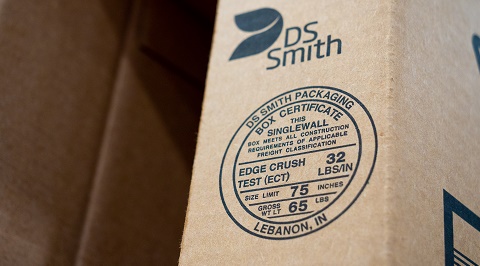 DS
Smith
DS SMITH PACKAGING
BOX CERTIFICATE
THIS
SINGLEWALL
BOX MEETS ALL CONSTRUCTION
REQUIREMENTS OF APPLICABLE
FREIGHT CLASSIFICATION
EDGE CRUSH TEST (ECT) 32 LBS/IN
SIZE LIMIT 75 INCHES
GROSS WT LT 65 LBS
LEBANON, IN